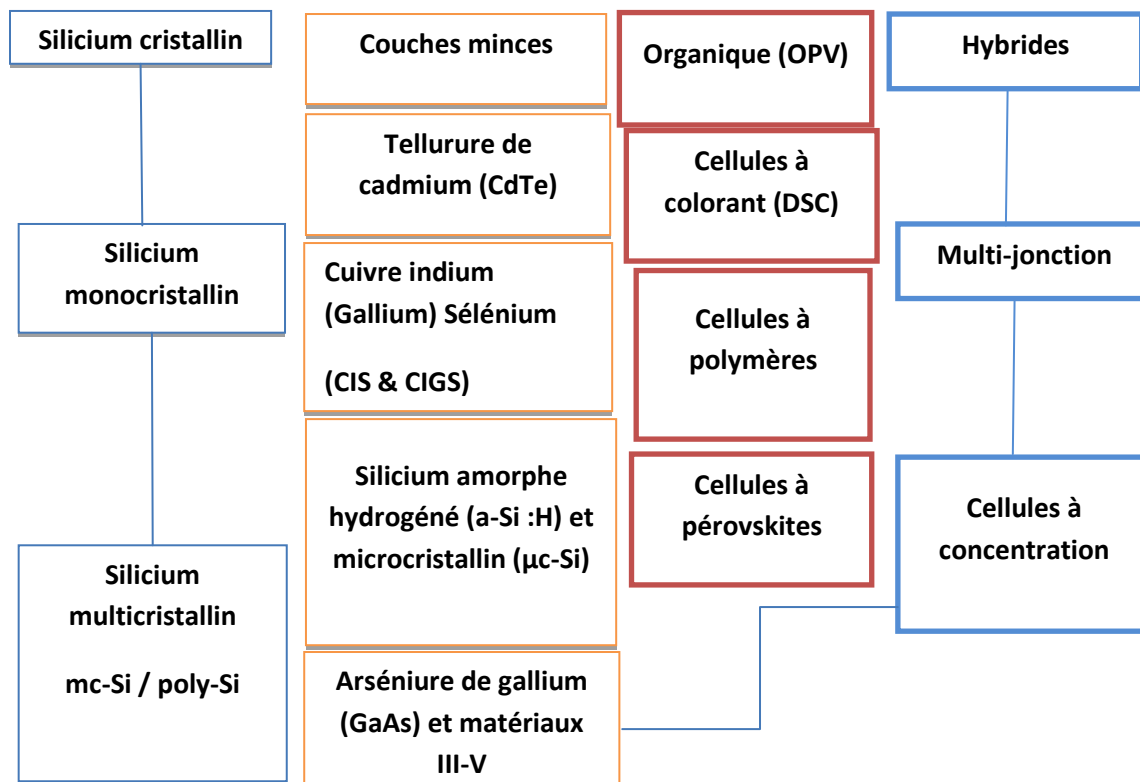 Silicium cristallin
Silicium
monocristallin
Silicium
multicristallin
mc-Si / poly-Si
Couches minces
Tellurure de
cadmium (CdTe)
Cuivre indium
(Gallium) Sélénium
(CIS & CIGS)
Silicium amorphe
hydrogéné (a-Si :H) et
microcristallin (µc-Si)
Arséniure de gallium
(GaAs) et matériaux
III-V
Organique (OPV)
Cellules à
colorant (DSC)
Cellules à
polymères
Cellules à
pérovskites
Hybrides
Multi-jonction
Cellules à
concentration